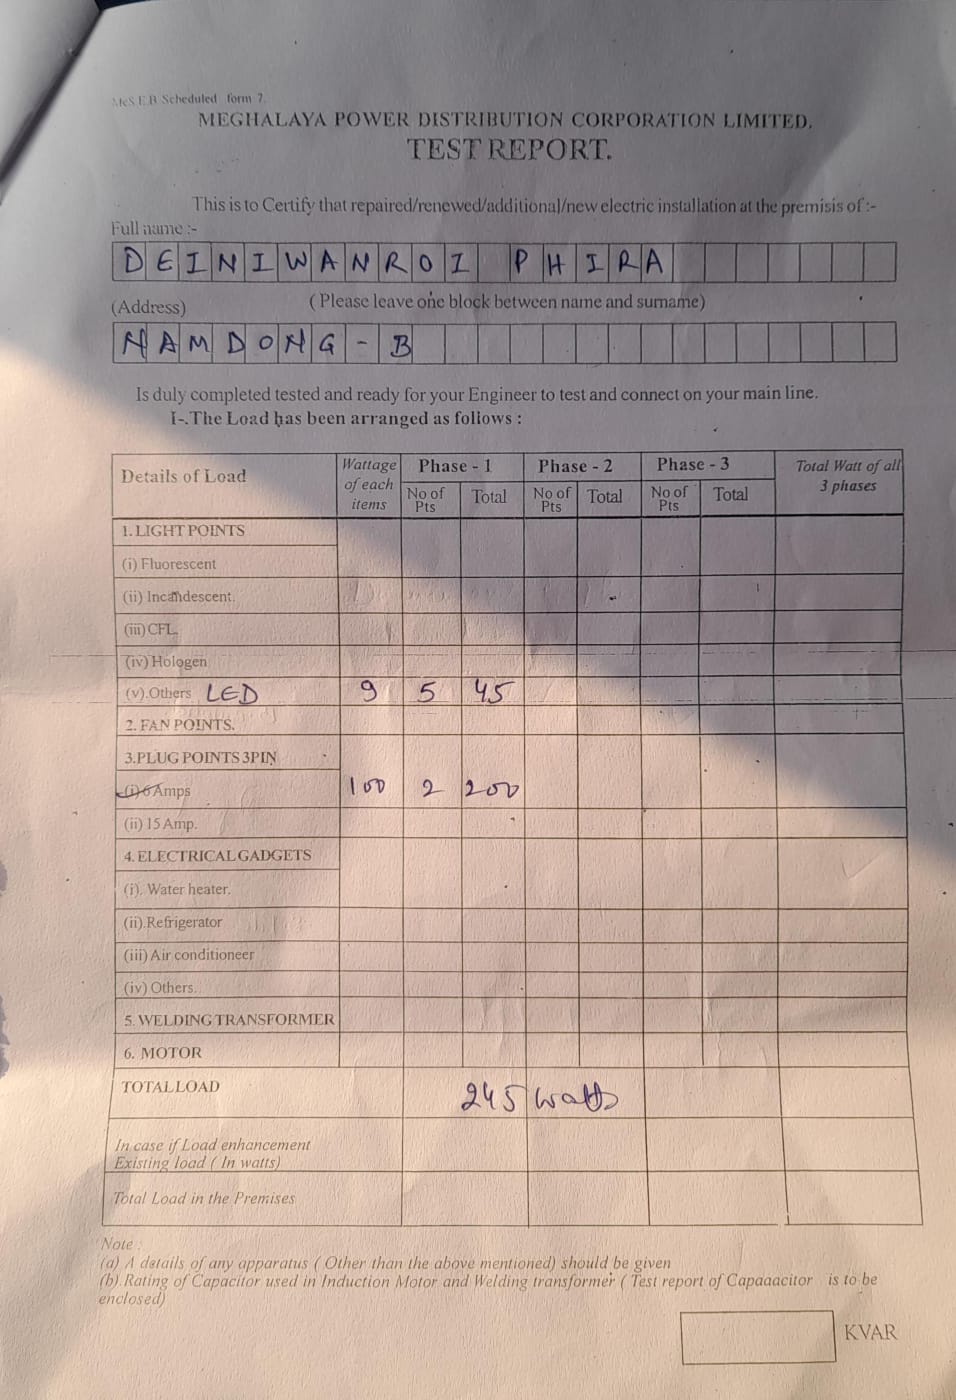 MeS.E.B Scheduled form 7.
MEGHALAYA POWER DISTRIBUTION CORPORATION LIMITED.
TEST REPORT.
This is to Certify that repaired/renewed/additional/new electric installation at the premisis of :-
Full name :-
DEINIWANROI PHIRA
(Address) ( Please leave one block between name and surname)
NAMDONG - B
Is duly completed tested and ready for your Engineer to test and connect on your main line.
I-.The Load has been arranged as follows :
Details of Load Wattage of each items Phase - 1 Phase - 2 Phase - 3 Total Watt of all 3 phases
No of Pts Total No of Pts Total No of Pts Total
1. LIGHT POINTS
(i) Fluorescent
(ii) Incandescent.
(iii) CFL.
(iv) Hologen
(v).Others LED 9 5 45
2. FAN POINTS.
3.PLUG POINTS 3PIN
(i) 6 Amps 100 2 200
(ii) 15 Amp.
4. ELECTRICAL GADGETS
(i). Water heater.
(ii).Refrigerator
(iii) Air conditioneer
(iv) Others.
5. WELDING TRANSFORMER
6. MOTOR
TOTAL LOAD 245 watts
In case if Load enhancement
Existing load ( In watts)
Total Load in the Premises
Note :
(a) A details of any apparatus ( Other than the above mentioned) should be given
(b). Rating of Capacitor used in Induction Motor and Welding transformer ( Test report of Capaaacitor is to be
enclosed)
KVAR